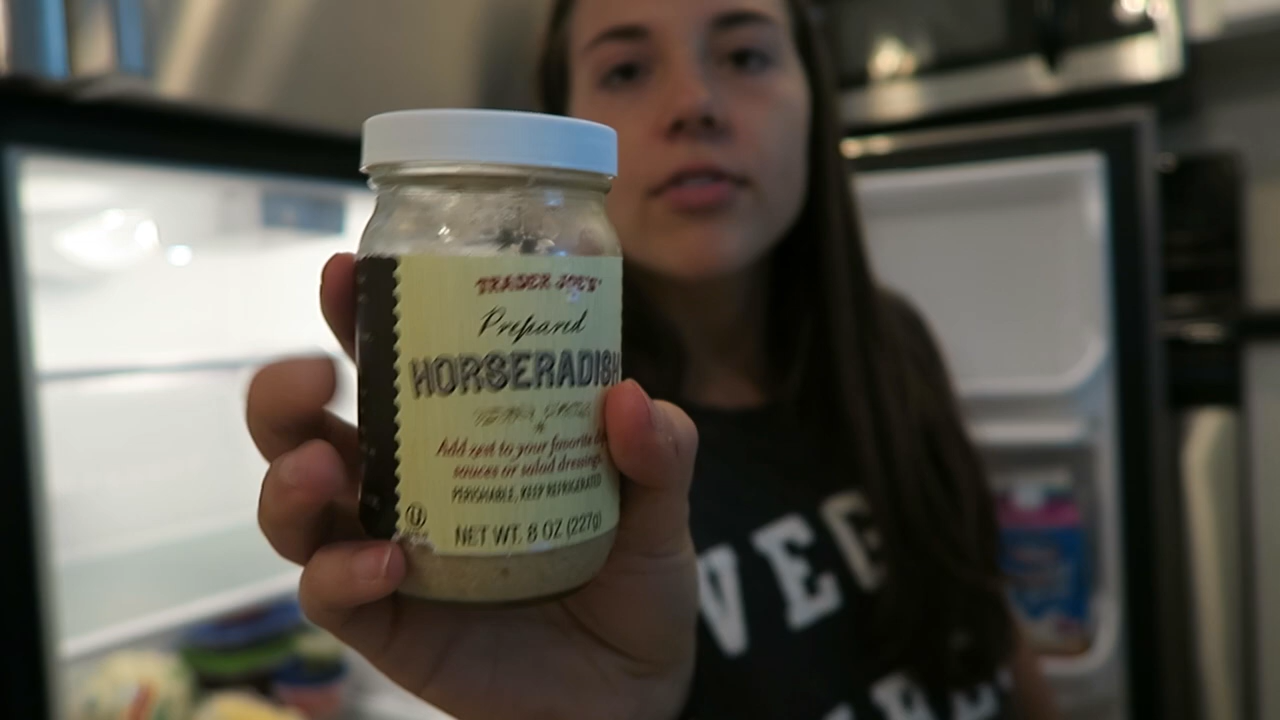 TRADER JOE'S
Prepared
HORSERADISH
Add zest to your favorite
sauces or salad dressings.
PERISHABLE, KEEP REFRIGERATED
U
NET WT. 8 OZ (227g)
VEG